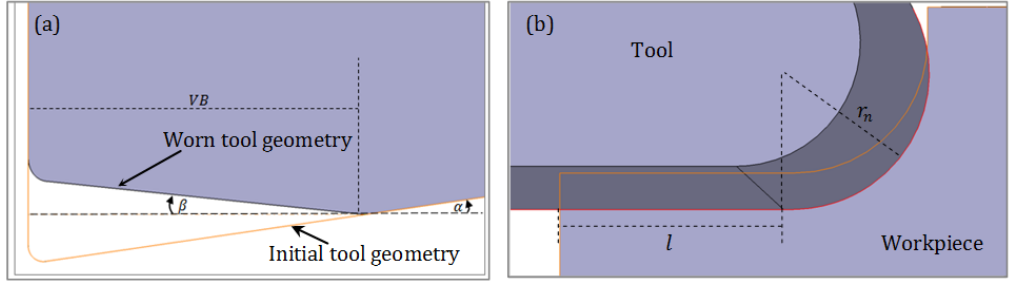 (a)
VB
Worn tool geometry
β
α
Initial tool geometry
(b)
Tool
rₙ
l
Workpiece